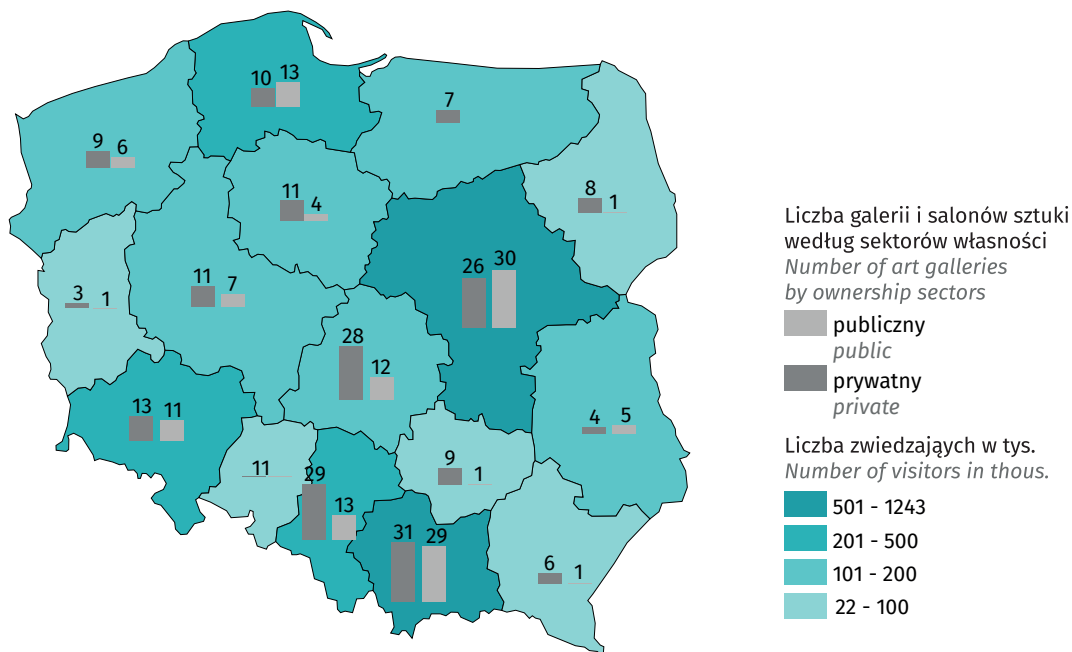 10 13
7
9 6
11 4
8 1
26 30
3 1
11 7
28 12
13 11
4 5
11
29 13
9 1
31 29
6 1
Liczba galerii i salonów sztuki
według sektorów własności
Number of art galleries
by ownership sectors
publiczny
public
prywatny
private
Liczba zwiedzająych w tys.
Number of visitors in thous.
501 - 1243
201 - 500
101 - 200
22 - 100